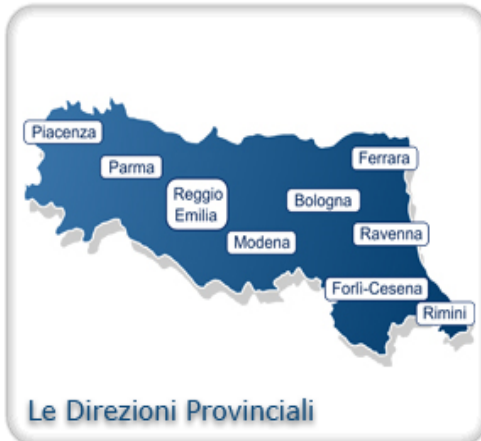 Piacenza
Parma
Reggio
Emilia
Modena
Bologna
Ferrara
Ravenna
Forlì-Cesena
Rimini
Le Direzioni Provinciali